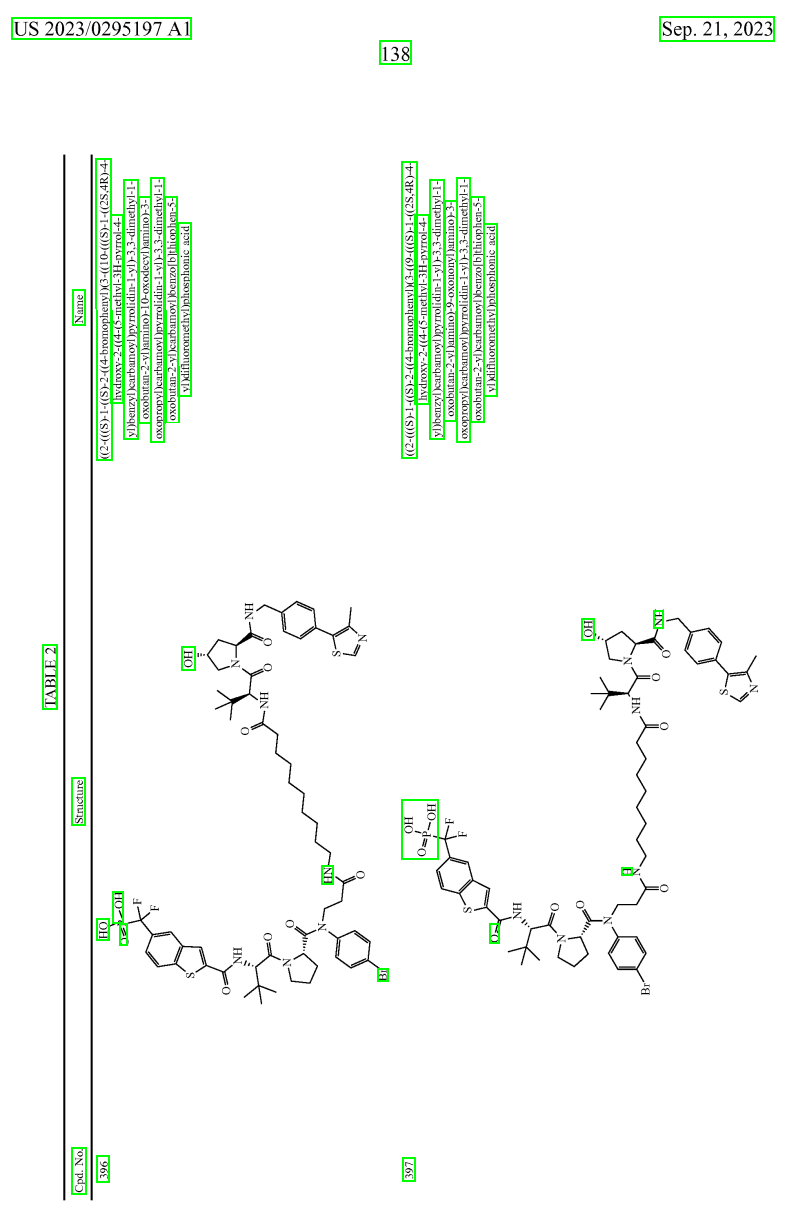 US 2023/0295197 A1
Sep. 21, 2023
138
TABLE 2
Cpd. No.
Structure
Name
396
HO
OH
P
O
F
F
S
O
NH
O
N
O
N
Br
O
HN
O
NH
O
N
OH
O
NH
S
N
((2-(((S)-1-((S)-2-((4-bromophenyl)(3-((10-(((S)-1-((2S,4R)-4-
hydroxy-2-((4-(5-methyl-3H-pyrrol-4-
yl)benzyl)carbamoyl)pyrrolidin-1-yl)-3,3-dimethyl-1-
oxobutan-2-yl)amino)-10-oxodecyl)amino)-3-
oxopropyl)carbamoyl)pyrrolidin-1-yl)-3,3-dimethyl-1-
oxobutan-2-yl)carbamoyl)benzo[b]thiophen-5-
yl)difluoromethyl)phosphonic acid
397
OH
OH
P
O
F
F
S
O
NH
O
N
O
N
Br
O
H
N
O
NH
O
N
OH
O
NH
S
N
((2-(((S)-1-((S)-2-((4-bromophenyl)(3-((9-(((S)-1-((2S,4R)-4-
hydroxy-2-((4-(5-methyl-3H-pyrrol-4-
yl)benzyl)carbamoyl)pyrrolidin-1-yl)-3,3-dimethyl-1-
oxobutan-2-yl)amino)-9-oxononyl)amino)-3-
oxopropyl)carbamoyl)pyrrolidin-1-yl)-3,3-dimethyl-1-
oxobutan-2-yl)carbamoyl)benzo[b]thiophen-5-
yl)difluoromethyl)phosphonic acid